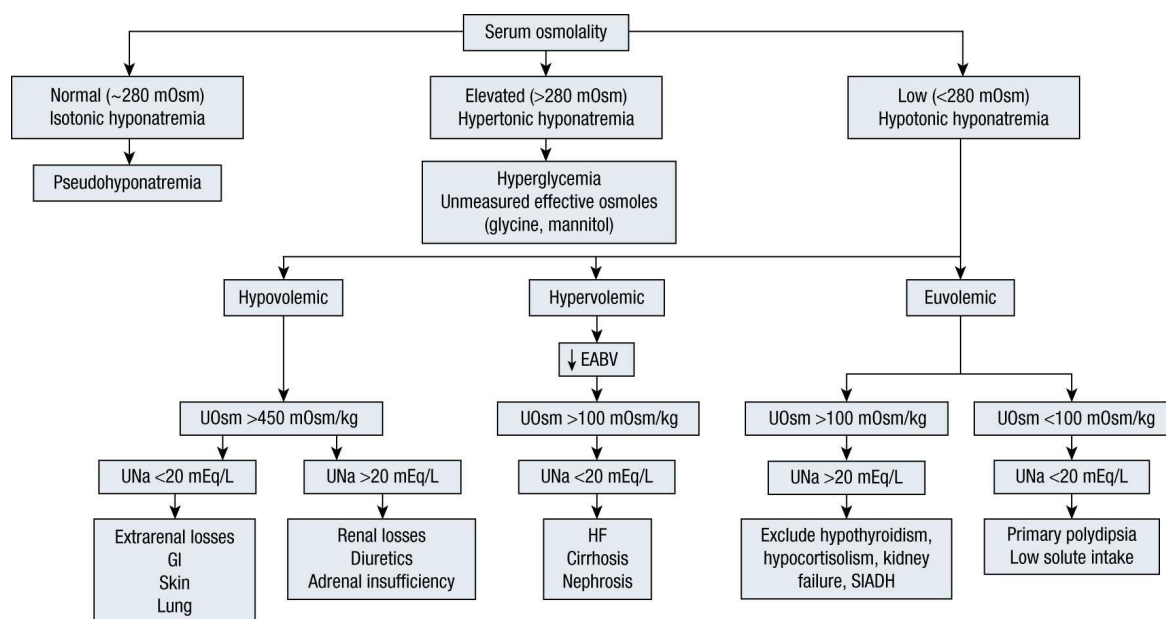 Serum osmolality
Normal (~280 mOsm)
Isotonic hyponatremia
Elevated (>280 mOsm)
Hypertonic hyponatremia
Low (<280 mOsm)
Hypotonic hyponatremia
Pseudohyponatremia
Hyperglycemia
Unmeasured effective osmoles
(glycine, mannitol)
Hypovolemic
Hypervolemic
Euvolemic
↓ EABV
UOsm >450 mOsm/kg
UOsm >100 mOsm/kg
UOsm >100 mOsm/kg
UOsm <100 mOsm/kg
UNa <20 mEq/L
UNa >20 mEq/L
UNa <20 mEq/L
UNa >20 mEq/L
UNa <20 mEq/L
Extrarenal losses
GI
Skin
Lung
Renal losses
Diuretics
Adrenal insufficiency
HF
Cirrhosis
Nephrosis
Exclude hypothyroidism,
hypocortisolism, kidney
failure, SIADH
Primary polydipsia
Low solute intake